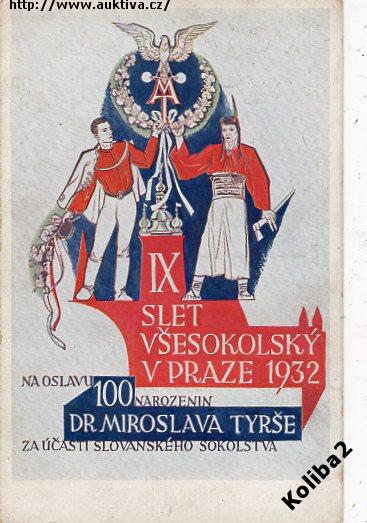 http://www.auktiva.cz/
IX
SLET
VŠESOKOLSKÝ
V PRAZE 1932
NA OSLAVU 100 NAROZENIN
DR MIROSLAVA TYRŠE
ZA ÚČASTI SLOVANSKÉHO SOKOLSTVA
Koliba2